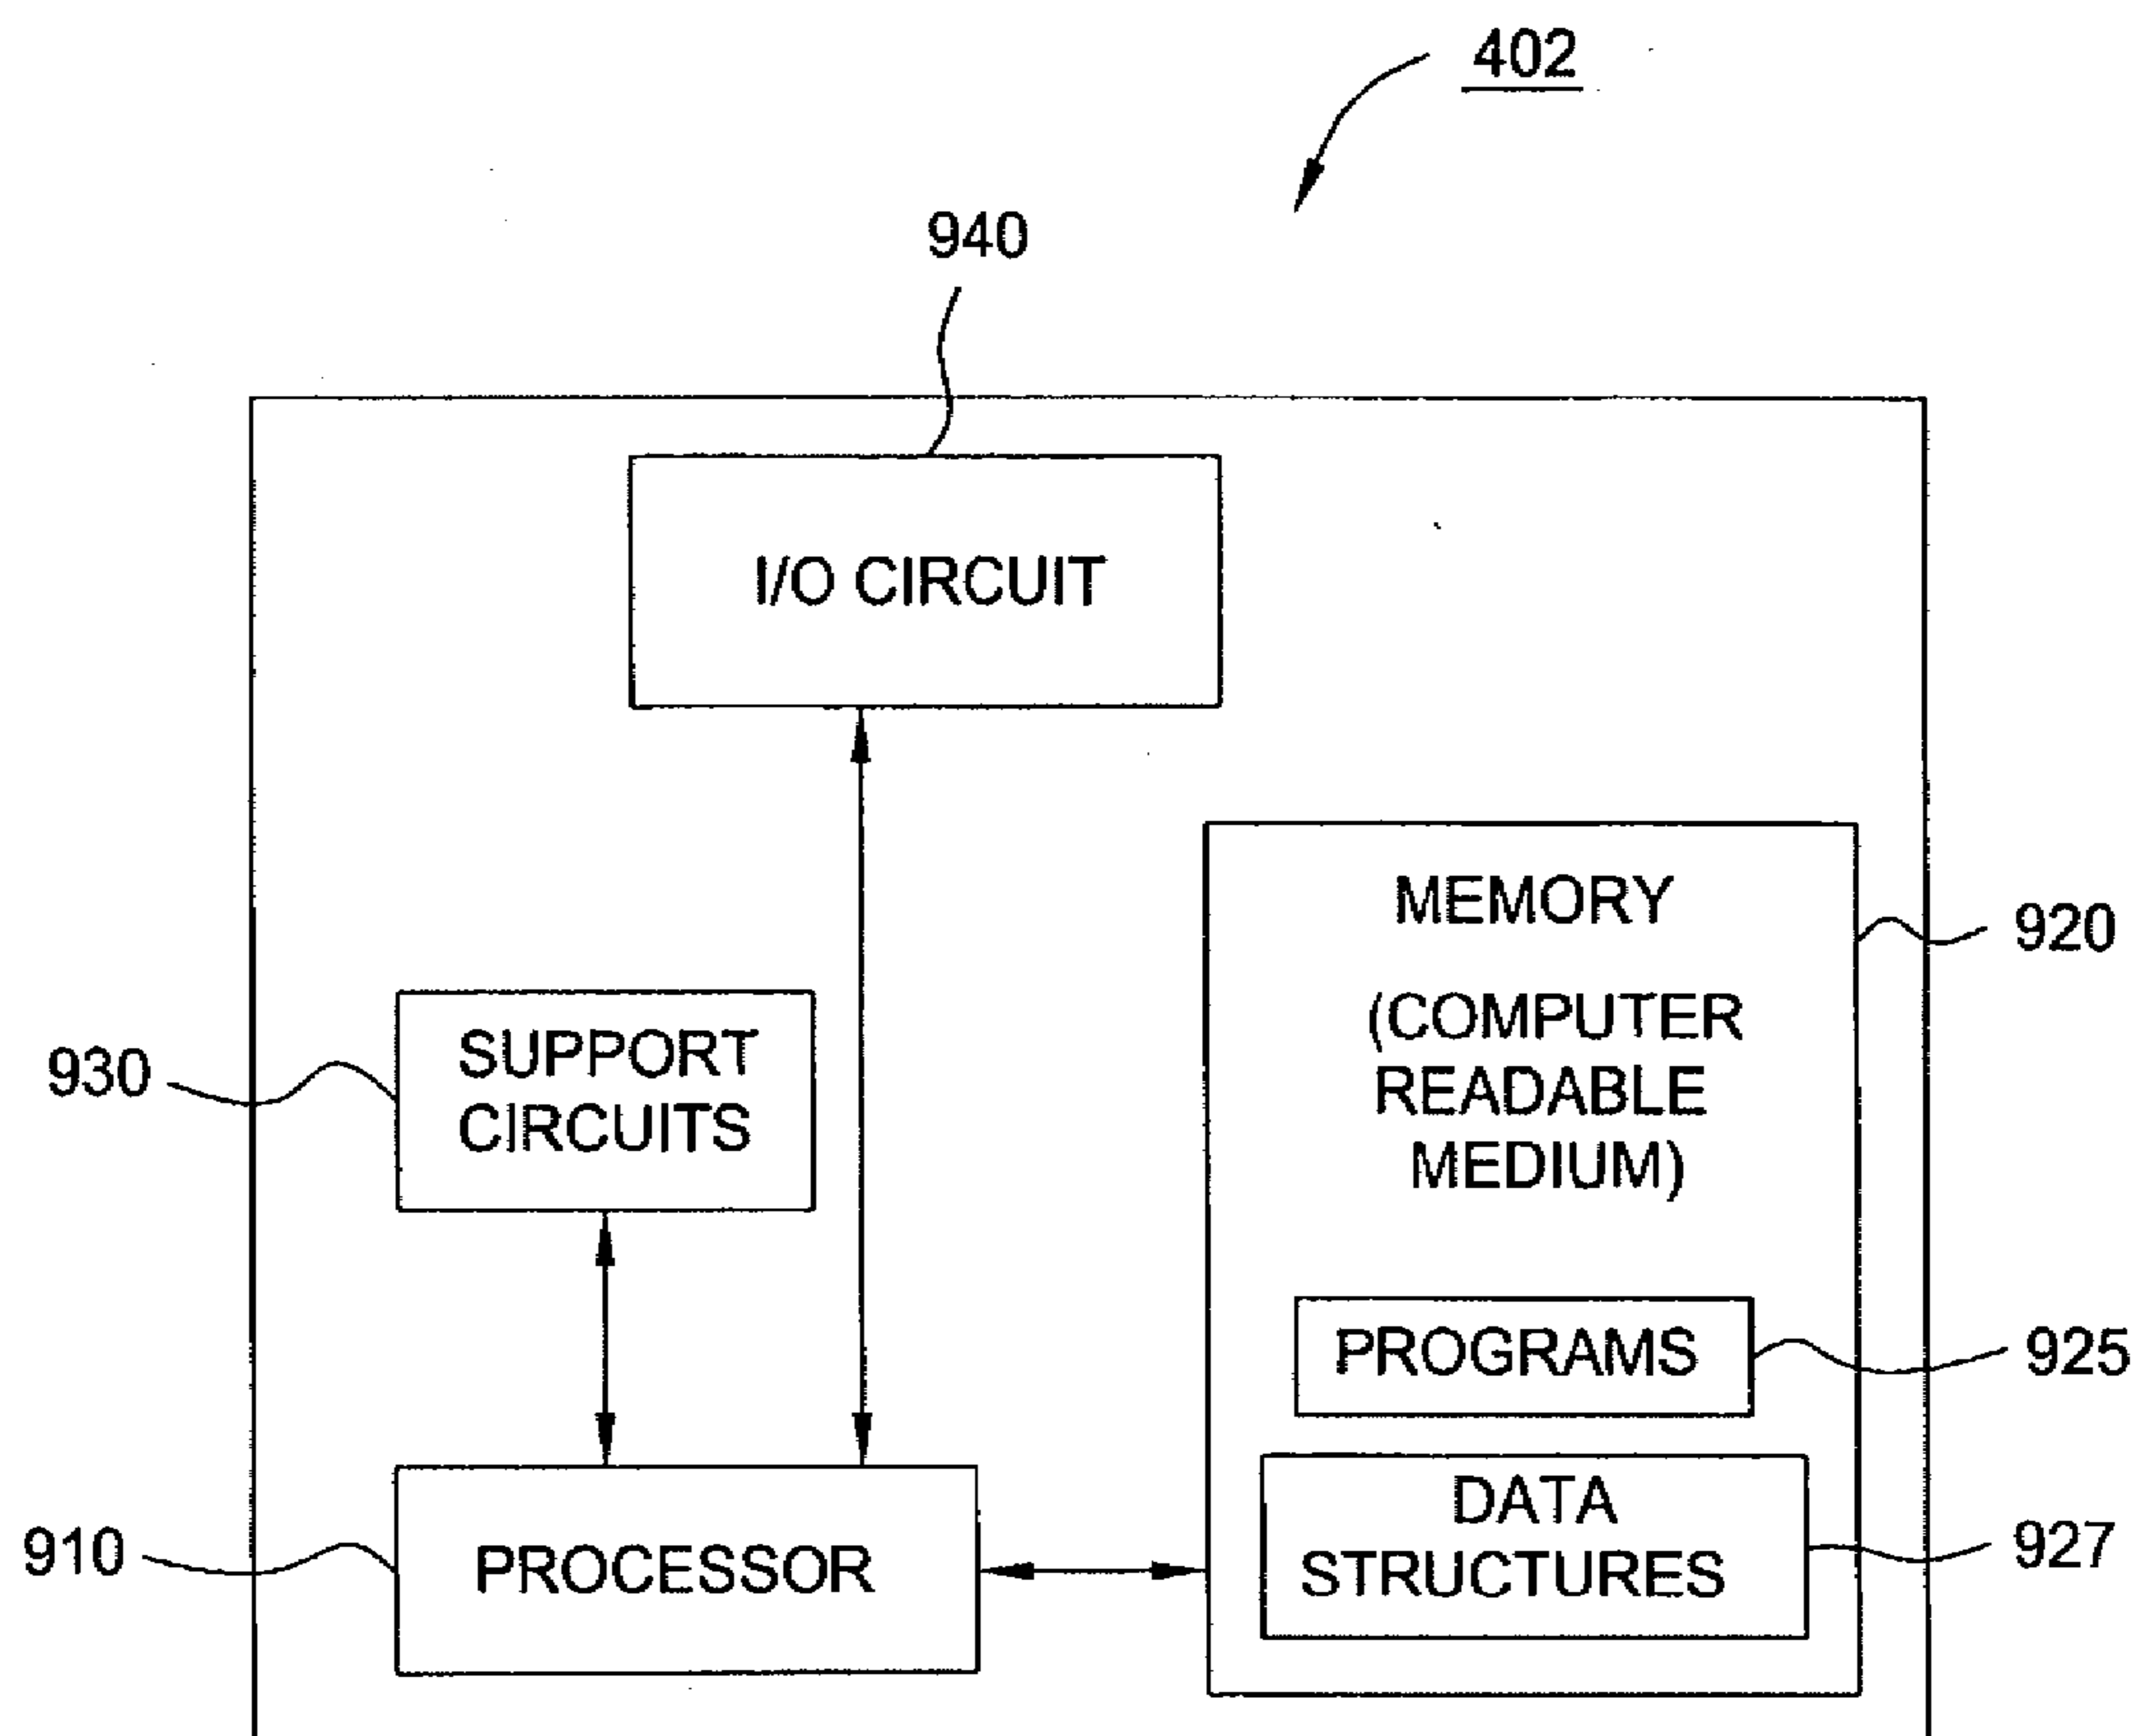 402
940
I/O CIRCUIT
MEMORY
920
(COMPUTER
READABLE
MEDIUM)
930
SUPPORT
CIRCUITS
PROGRAMS
925
910
PROCESSOR
DATA
STRUCTURES
927